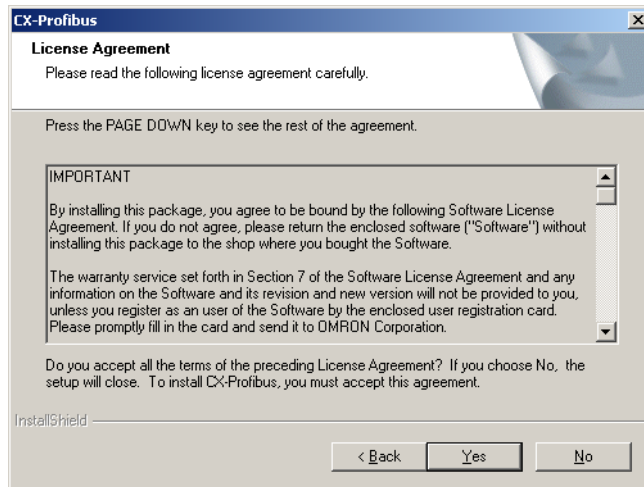 CX-Profibus
License Agreement
Please read the following license agreement carefully.
Press the PAGE DOWN key to see the rest of the agreement.
IMPORTANT
By installing this package, you agree to be bound by the following Software License
Agreement. If you do not agree, please return the enclosed software ("Software") without
installing this package to the shop where you bought the Software.
The warranty service set forth in Section 7 of the Software License Agreement and any
information on the Software and its revision and new version will not be provided to you,
unless you register as an user of the Software by the enclosed user registration card.
Please promptly fill in the card and send it to OMRON Corporation.
Do you accept all the terms of the preceding License Agreement? If you choose No, the
setup will close. To install CX-Profibus, you must accept this agreement.
InstallShield
< Back
Yes
No